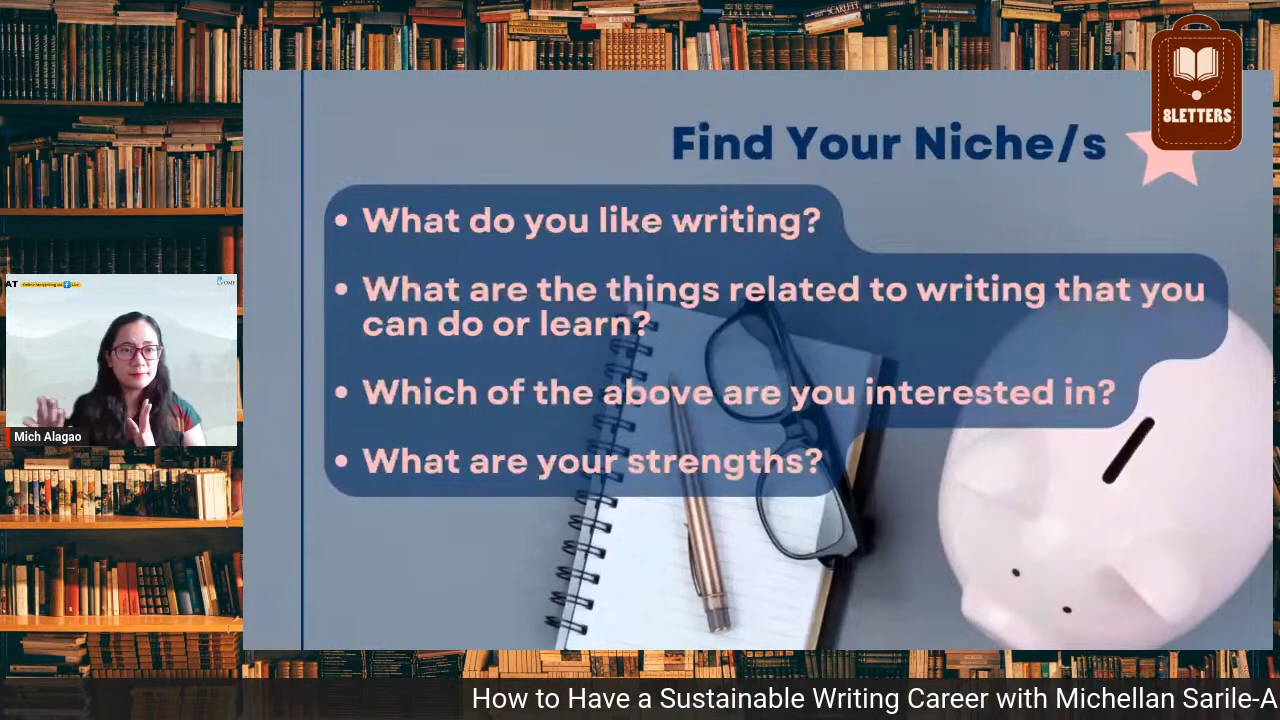 8LETTERS
Find Your Niche/s
• What do you like writing?
• What are the things related to writing that you
can do or learn?
• Which of the above are you interested in?
• What are your strengths?
AT
OMF
Mich Alagao
How to Have a Sustainable Writing Career with Michellan Sarile-A